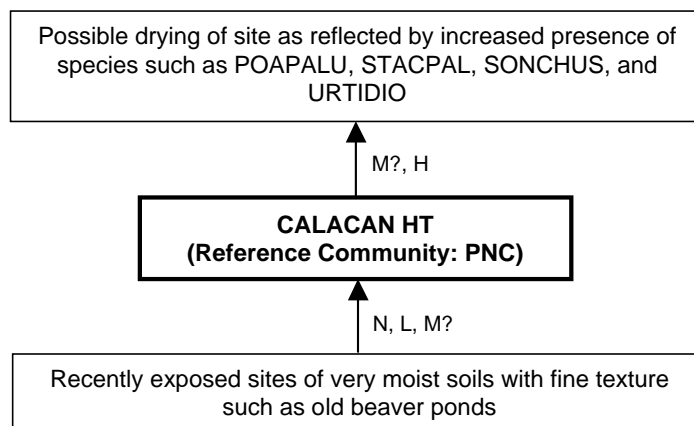 Possible drying of site as reflected by increased presence of
species such as POAPALU, STACPAL, SONCHUS, and
URTIDIO
M?, H
CALACAN HT
(Reference Community: PNC)
N, L, M?
Recently exposed sites of very moist soils with fine texture
such as old beaver ponds